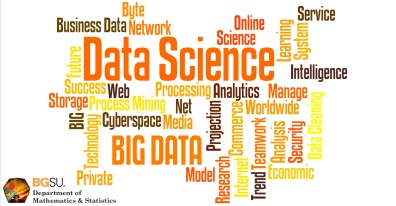 Byte
Network
Business Data
Online
Science
Service
Learning
System
Future
Data Science
Intelligence
Success
Web
Processing
Analytics
Manage
Storage
Process Mining
Net
Worldwide
BIG
Technology
Cyberspace
Media
Projection
Commerce
Teamwork
Analysis
Security
Data Cleaning
BIG DATA
Private
Model
Research
Internet
Trend
Economic
BGSU.
Department of
Mathematics & Statistics